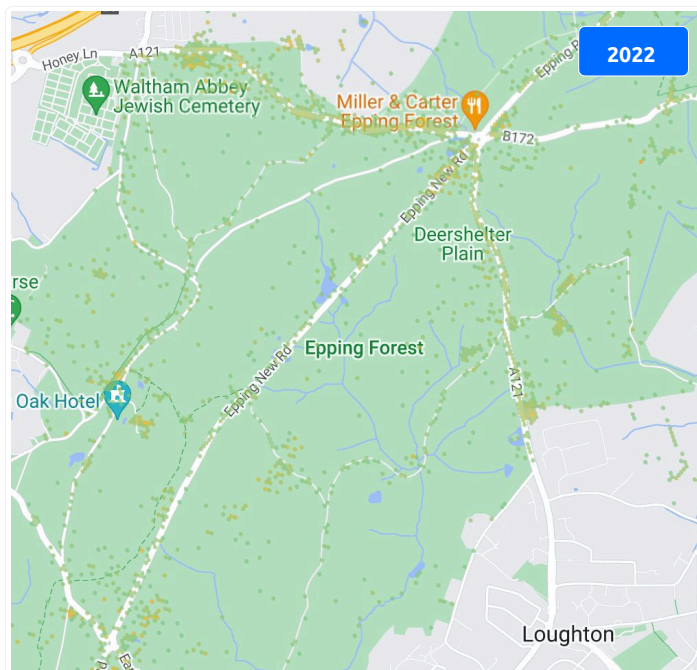 2022
Honey Ln
A121
Epping
Waltham Abbey
Jewish Cemetery
Miller & Carter
Epping Forest
B172
Epping New Rd
Deershelter
Plain
rse
Epping Forest
Epping New Rd
A121
Oak Hotel
Loughton